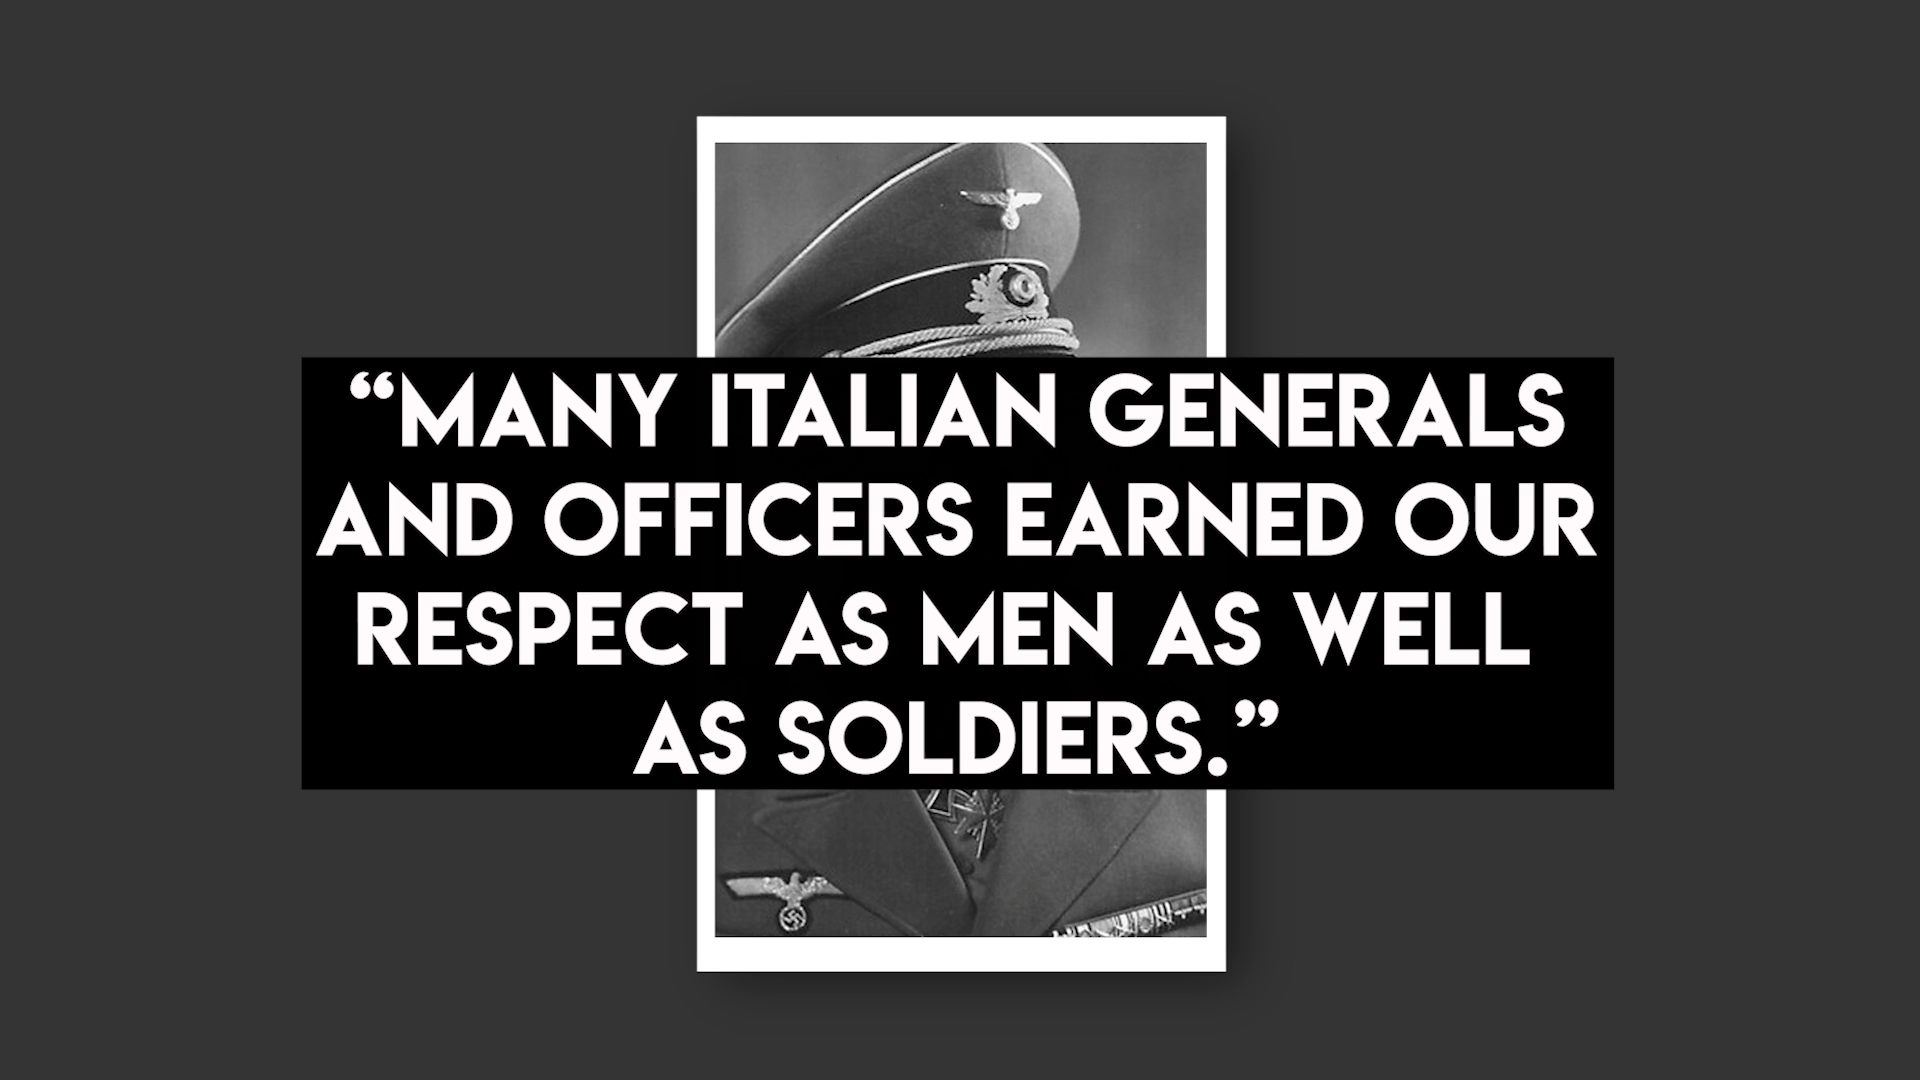 “MANY ITALIAN GENERALS
AND OFFICERS EARNED OUR
RESPECT AS MEN AS WELL
AS SOLDIERS.”